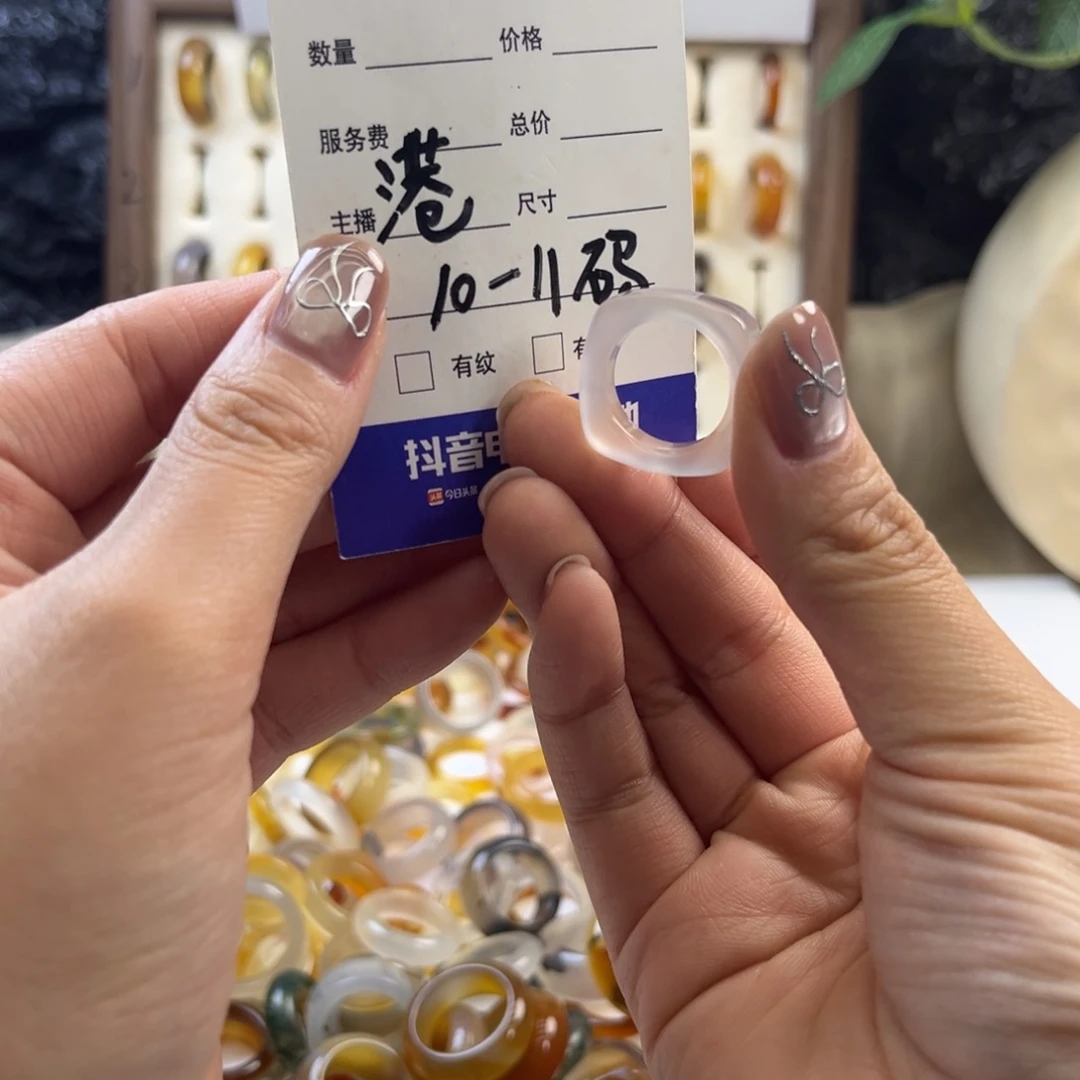 数量 价格
服务费 总价
港
主播 尺寸
10-11码
有纹 有
抖音
今日头条